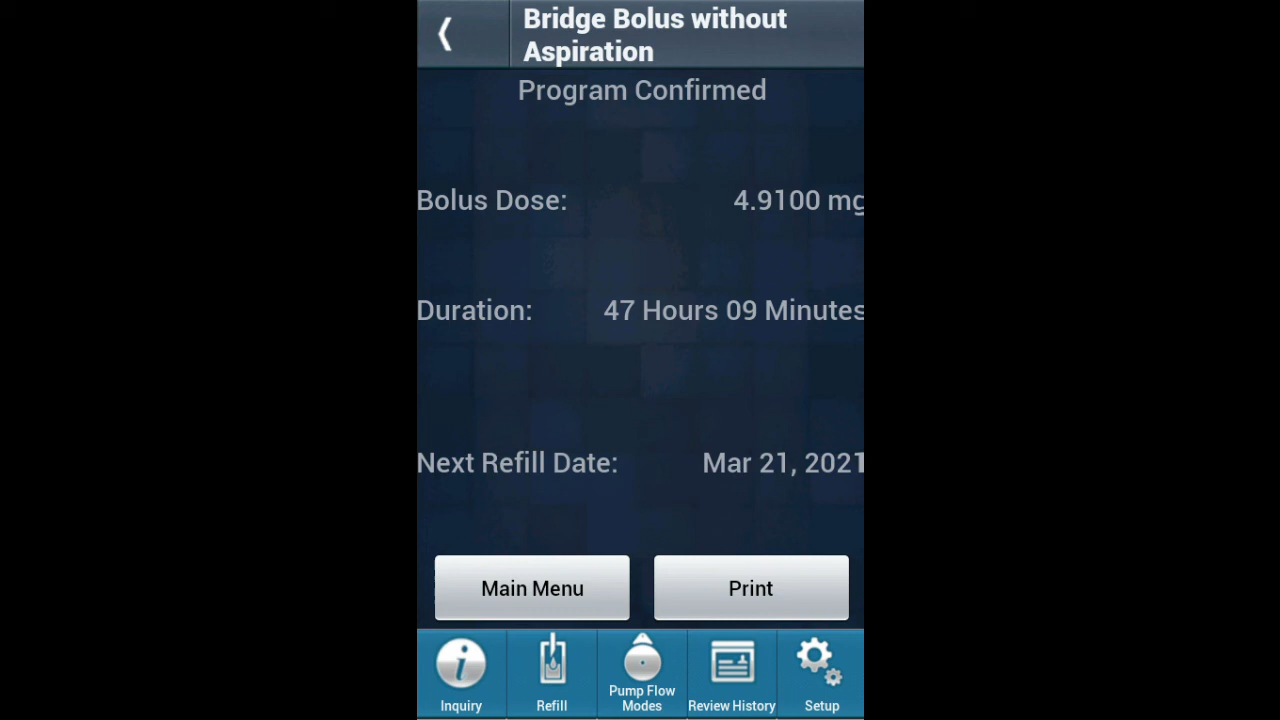 Bridge Bolus without
Aspiration
Program Confirmed
Bolus Dose: 4.9100 mg
Duration: 47 Hours 09 Minutes
Next Refill Date: Mar 21, 2021
Main Menu Print
Inquiry Refill Pump Flow Modes Review History Setup